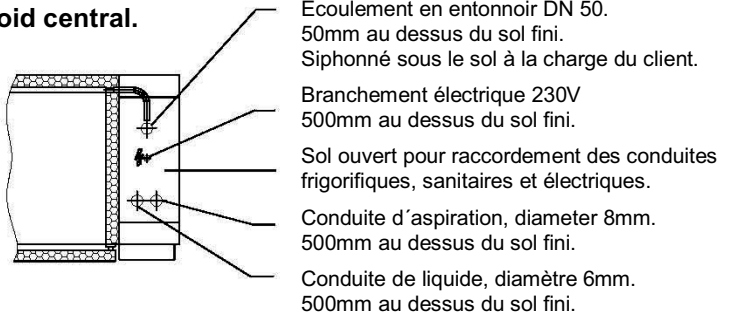 oid central.
Ecoulement en entonnoir DN 50.
50mm au dessus du sol fini.
Siphonné sous le sol à la charge du client.
Branchement électrique 230V
500mm au dessus du sol fini.
Sol ouvert pour raccordement des conduites
frigorifiques, sanitaires et électriques.
Conduite d´aspiration, diameter 8mm.
500mm au dessus du sol fini.
Conduite de liquide, diamètre 6mm.
500mm au dessus du sol fini.